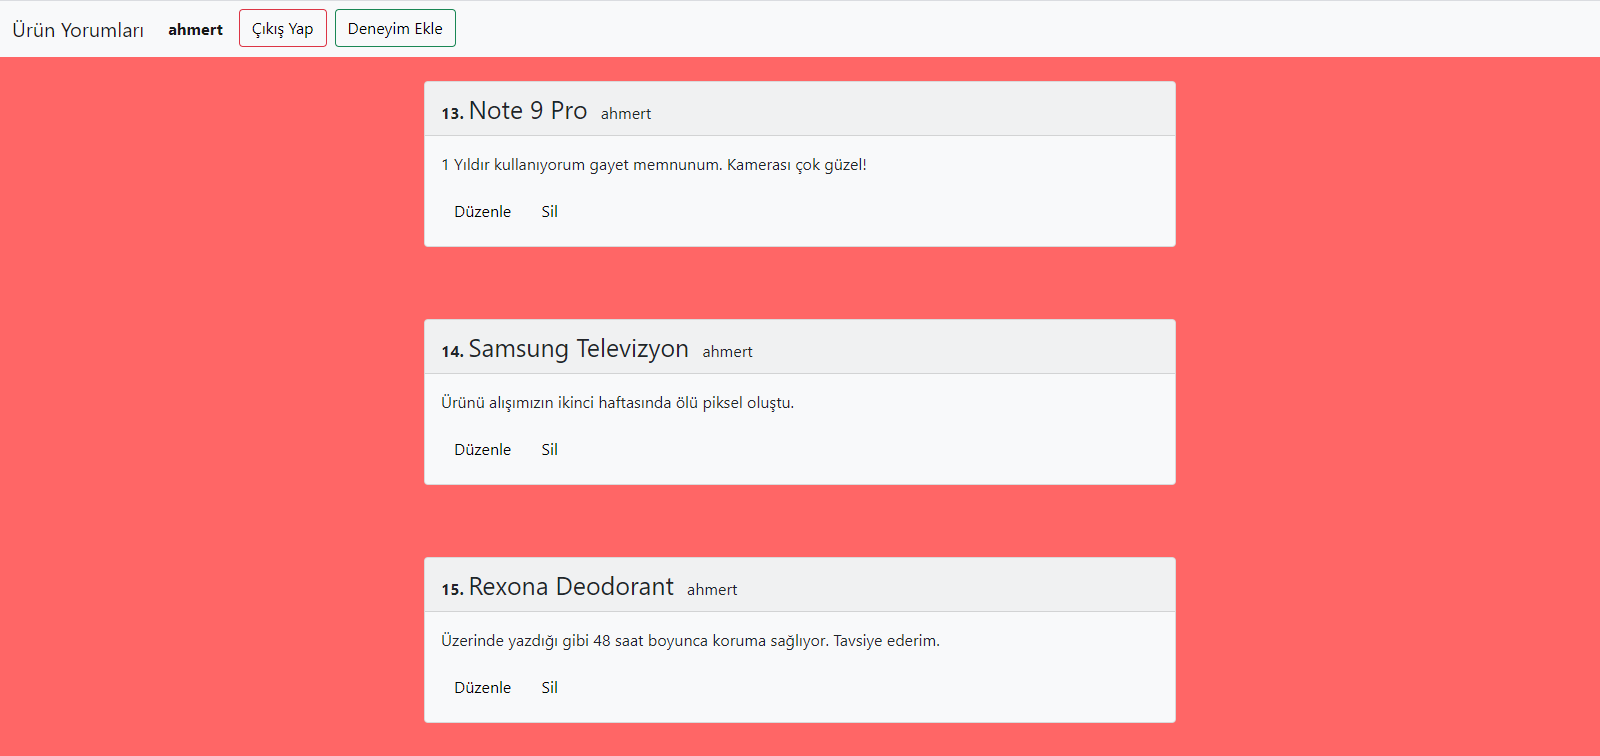 Ürün Yorumları ahmert Çıkış Yap Deneyim Ekle
13. Note 9 Pro ahmert
1 Yıldır kullanıyorum gayet memnunum. Kamerası çok güzel!
Düzenle Sil
14. Samsung Televizyon ahmert
Ürünü alışımızın ikinci haftasında ölü piksel oluştu.
Düzenle Sil
15. Rexona Deodorant ahmert
Üzerinde yazdığı gibi 48 saat boyunca koruma sağlıyor. Tavsiye ederim.
Düzenle Sil